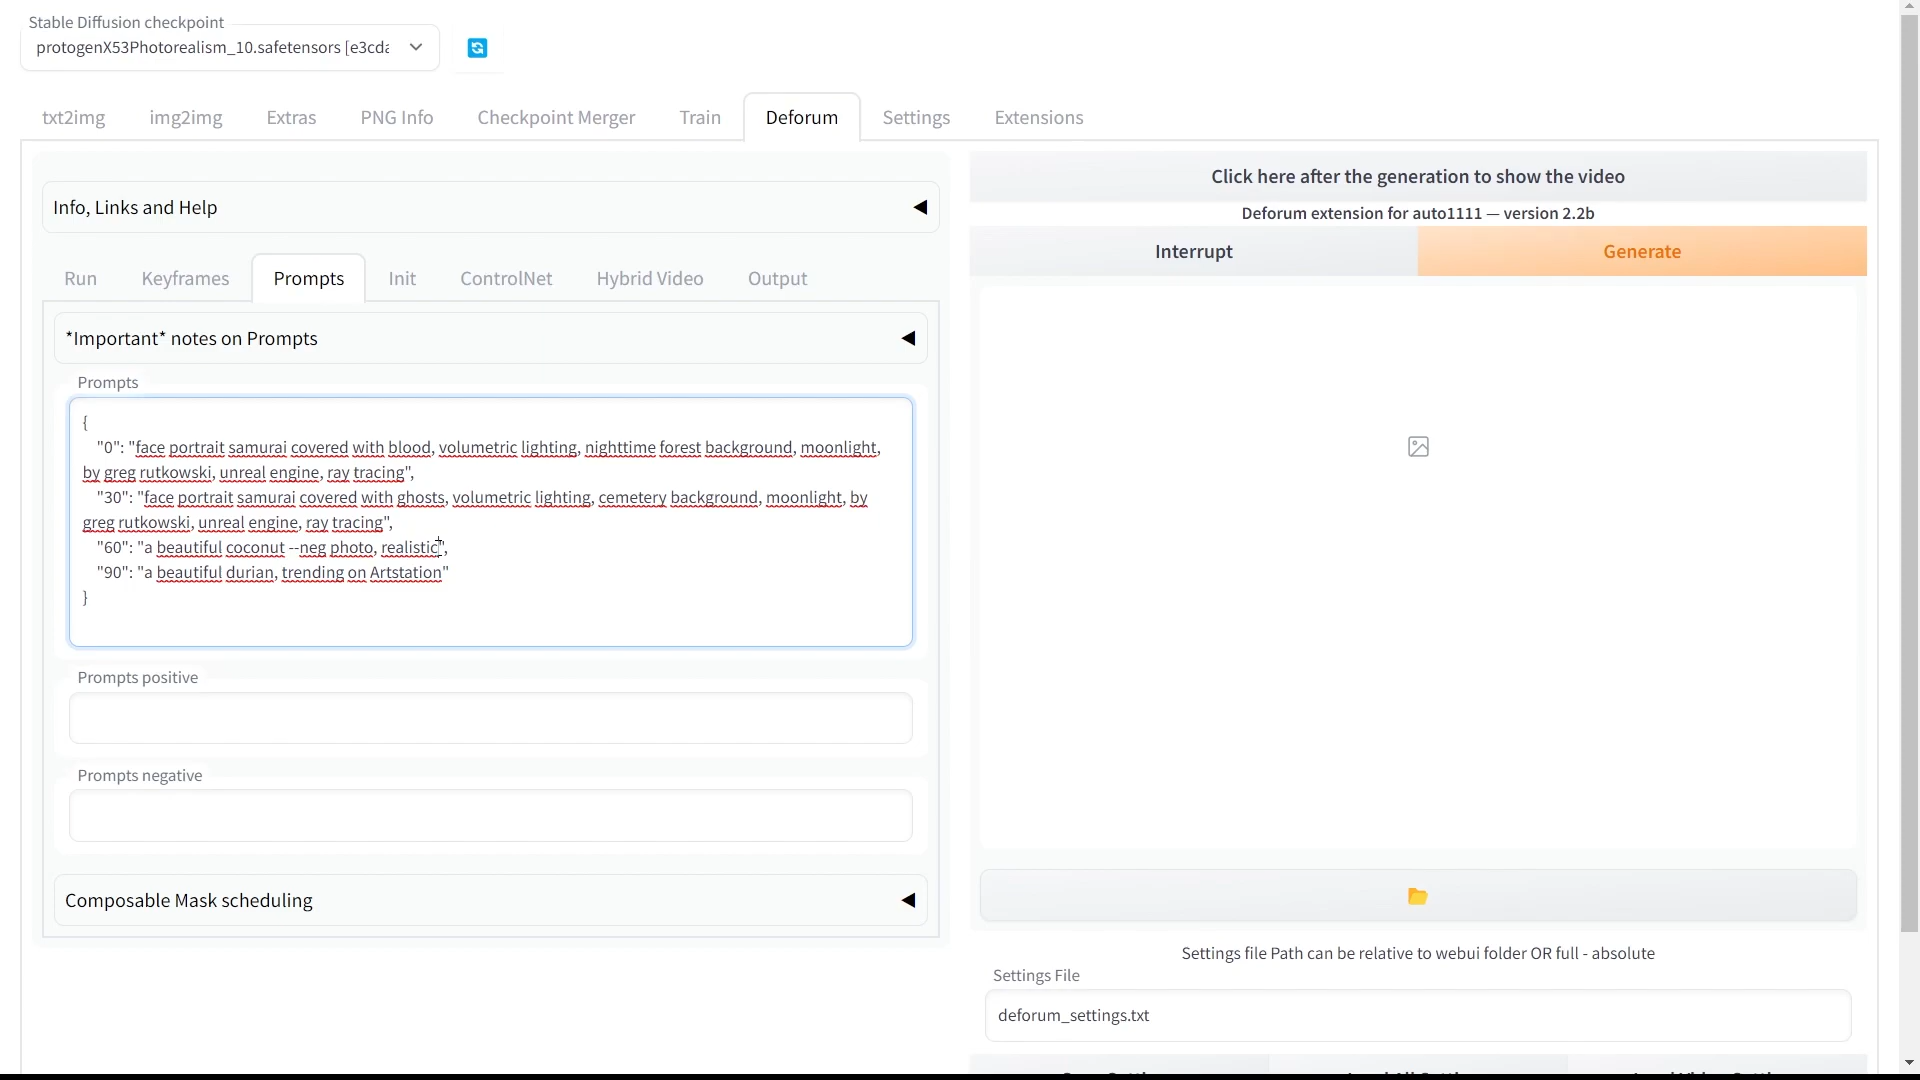 Stable Diffusion checkpoint
protogenX53Photorealism_10.safetensors [e3cda
txt2img img2img Extras PNG Info Checkpoint Merger Train Deforum Settings Extensions
Info, Links and Help
Run Keyframes Prompts Init ControlNet Hybrid Video Output
*Important* notes on Prompts
Prompts
{
"0": "face portrait samurai covered with blood, volumetric lighting, nighttime forest background, moonlight,
by greg rutkowski, unreal engine, ray tracing",
"30": "face portrait samurai covered with ghosts, volumetric lighting, cemetery background, moonlight, by
greg rutkowski, unreal engine, ray tracing",
"60": "a beautiful coconut --neg photo, realistic",
"90": "a beautiful durian, trending on Artstation"
}
Prompts positive
Prompts negative
Composable Mask scheduling
Click here after the generation to show the video
Deforum extension for auto1111 — version 2.2b
Interrupt Generate
Settings file Path can be relative to webui folder OR full - absolute
Settings File
deforum_settings.txt